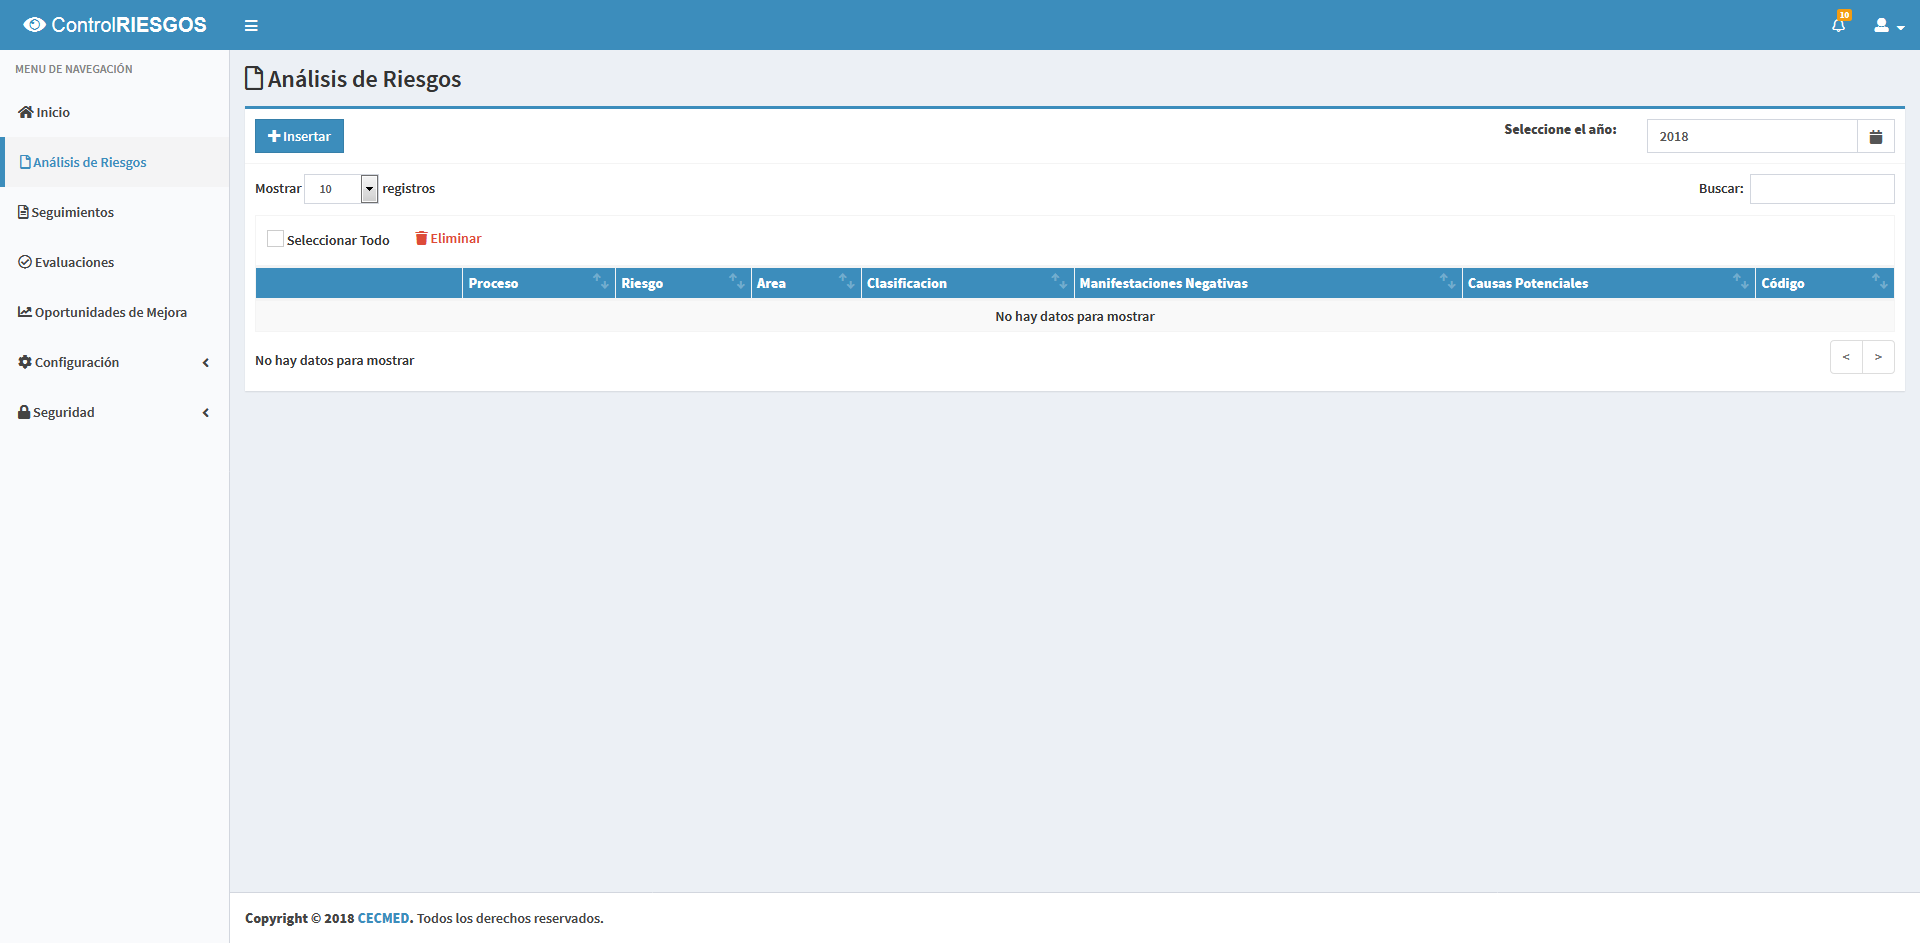 ControlRIESGOS
10
MENU DE NAVEGACIÓN
Inicio
Análisis de Riesgos
Seguimientos
Evaluaciones
Oportunidades de Mejora
Configuración
Seguridad
Análisis de Riesgos
Insertar
Seleccione el año:
2018
Mostrar 10 registros
Buscar:
Seleccionar Todo Eliminar
Proceso Riesgo Area Clasificacion Manifestaciones Negativas Causas Potenciales Código
No hay datos para mostrar
No hay datos para mostrar
< >
Copyright © 2018 CECMED. Todos los derechos reservados.